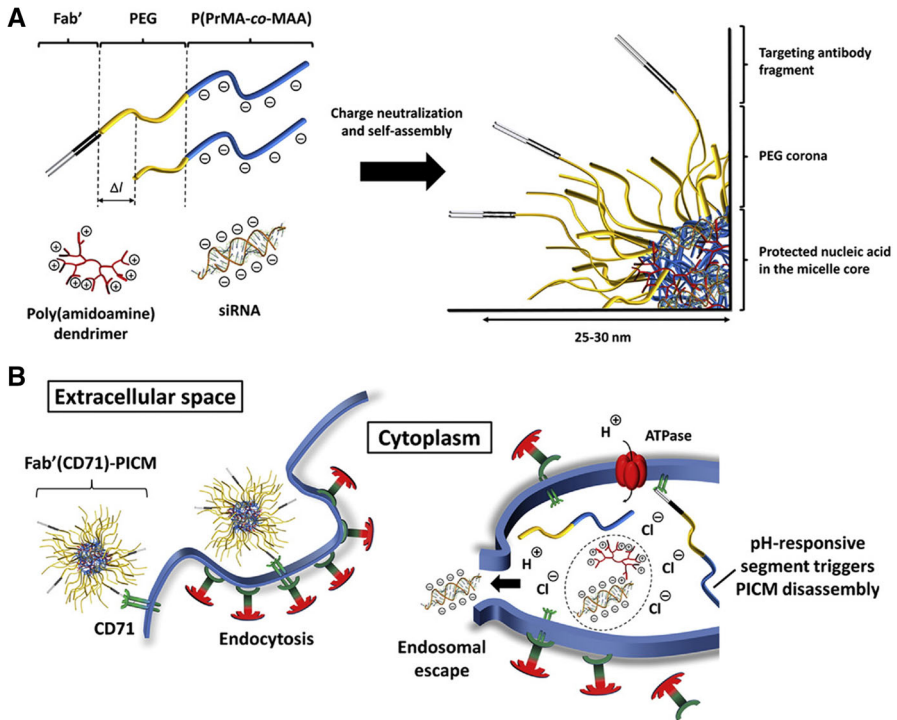 A
Fab’ PEG P(PrMA-co-MAA)
Δl
Poly(amidoamine)
dendrimer
siRNA
Charge neutralization
and self-assembly
Targeting antibody
fragment
PEG corona
Protected nucleic acid
in the micelle core
25-30 nm
B
Extracellular space
Fab’(CD71)-PICM
CD71
Endocytosis
Cytoplasm
H
+
ATPase
Cl
−
H
+
Cl
−
Cl
−
Cl
−
Endosomal
escape
pH-responsive
segment triggers
PICM disassembly